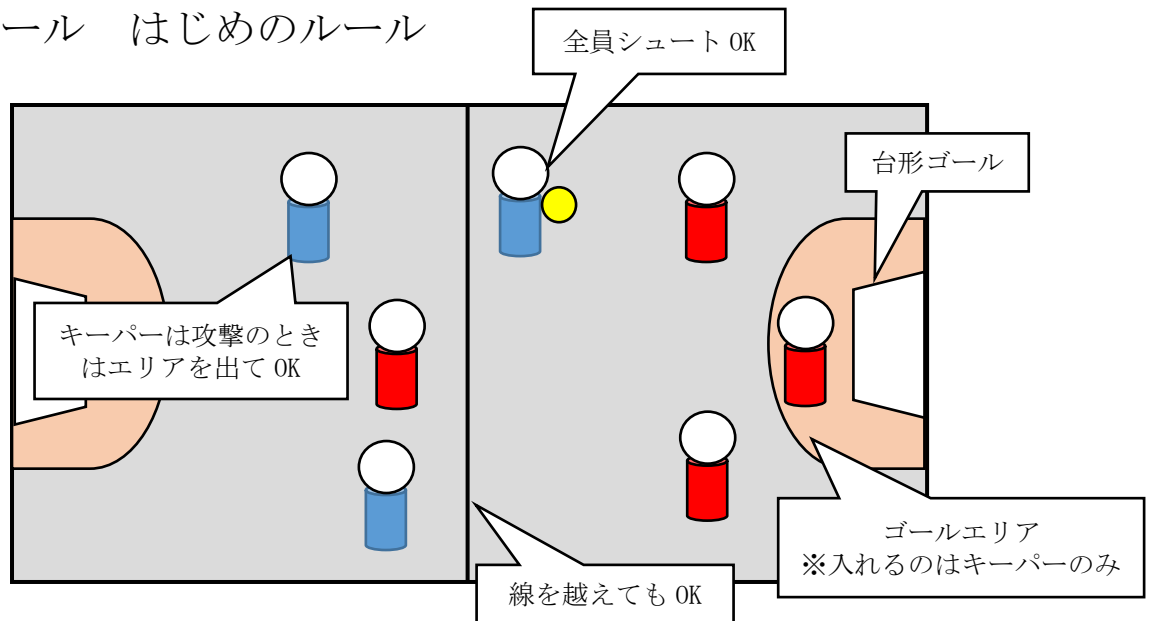 ール　はじめのルール
全員シュート OK
台形ゴール
キーパーは攻撃のとき
はエリアを出て OK
ゴールエリア
※入れるのはキーパーのみ
線を越えても OK